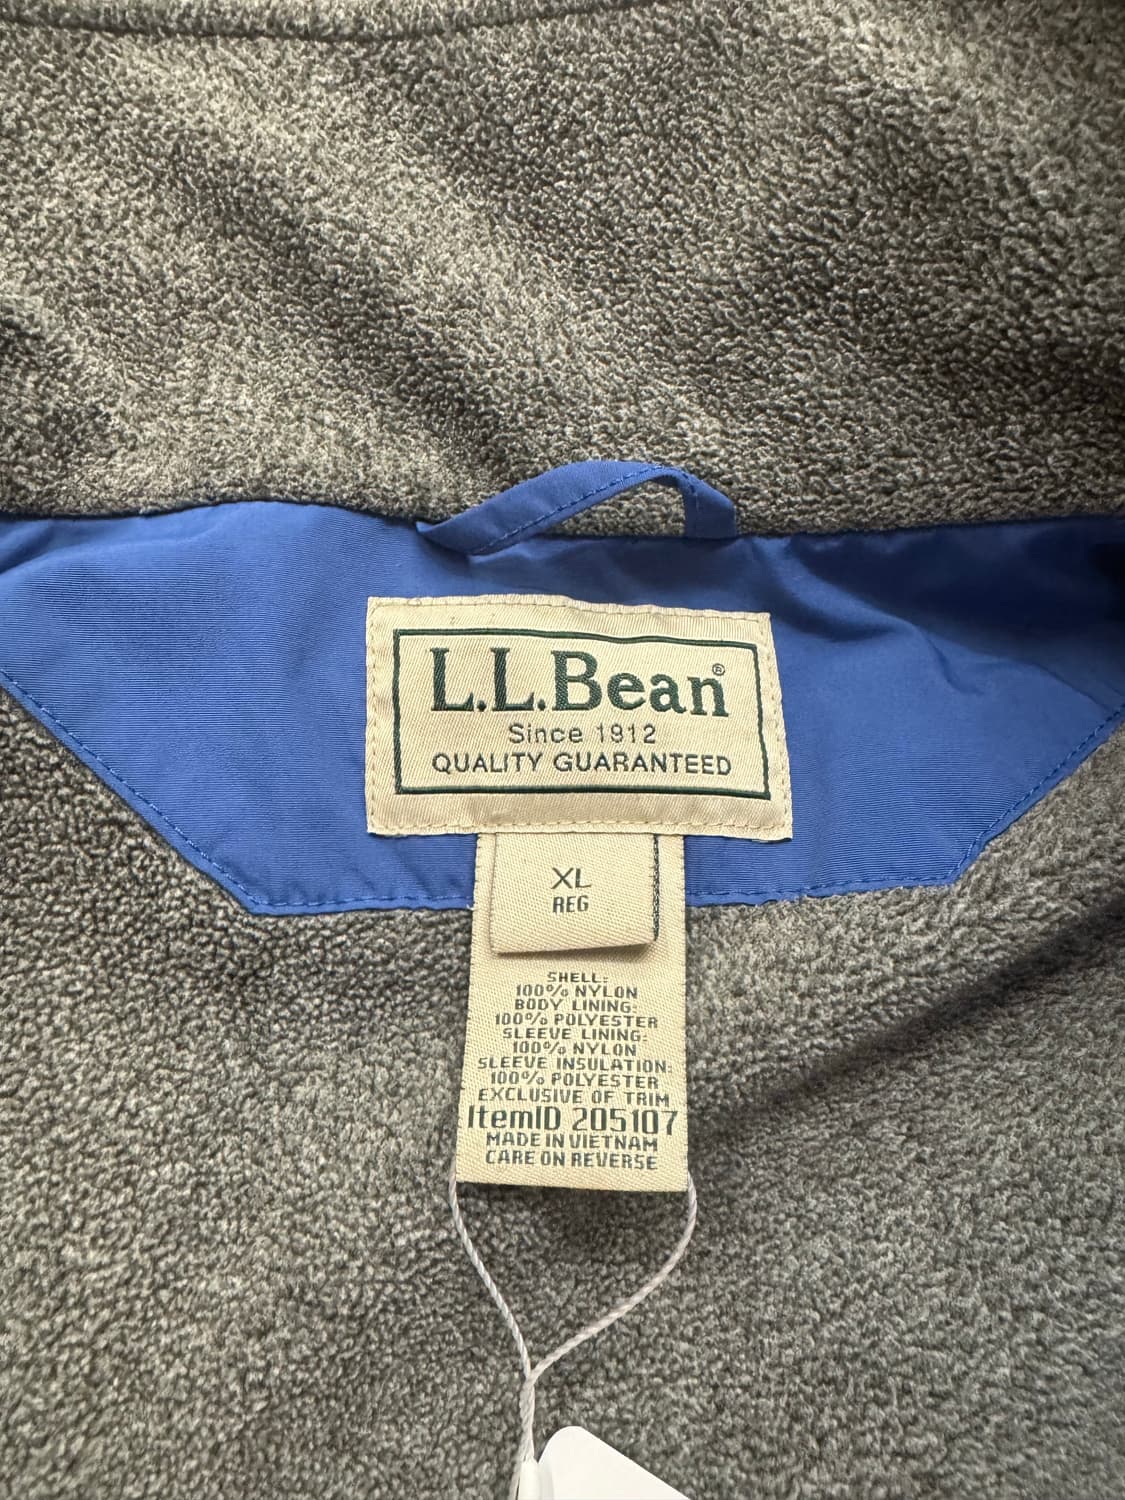 L.L.Bean®
Since 1912
QUALITY GUARANTEED
XL
REG
SHELL:
100% NYLON
BODY LINING:
100% POLYESTER
SLEEVE LINING:
100% NYLON
SLEEVE INSULATION:
100% POLYESTER
EXCLUSIVE OF TRIM
ItemID 205107
MADE IN VIETNAM
CARE ON REVERSE